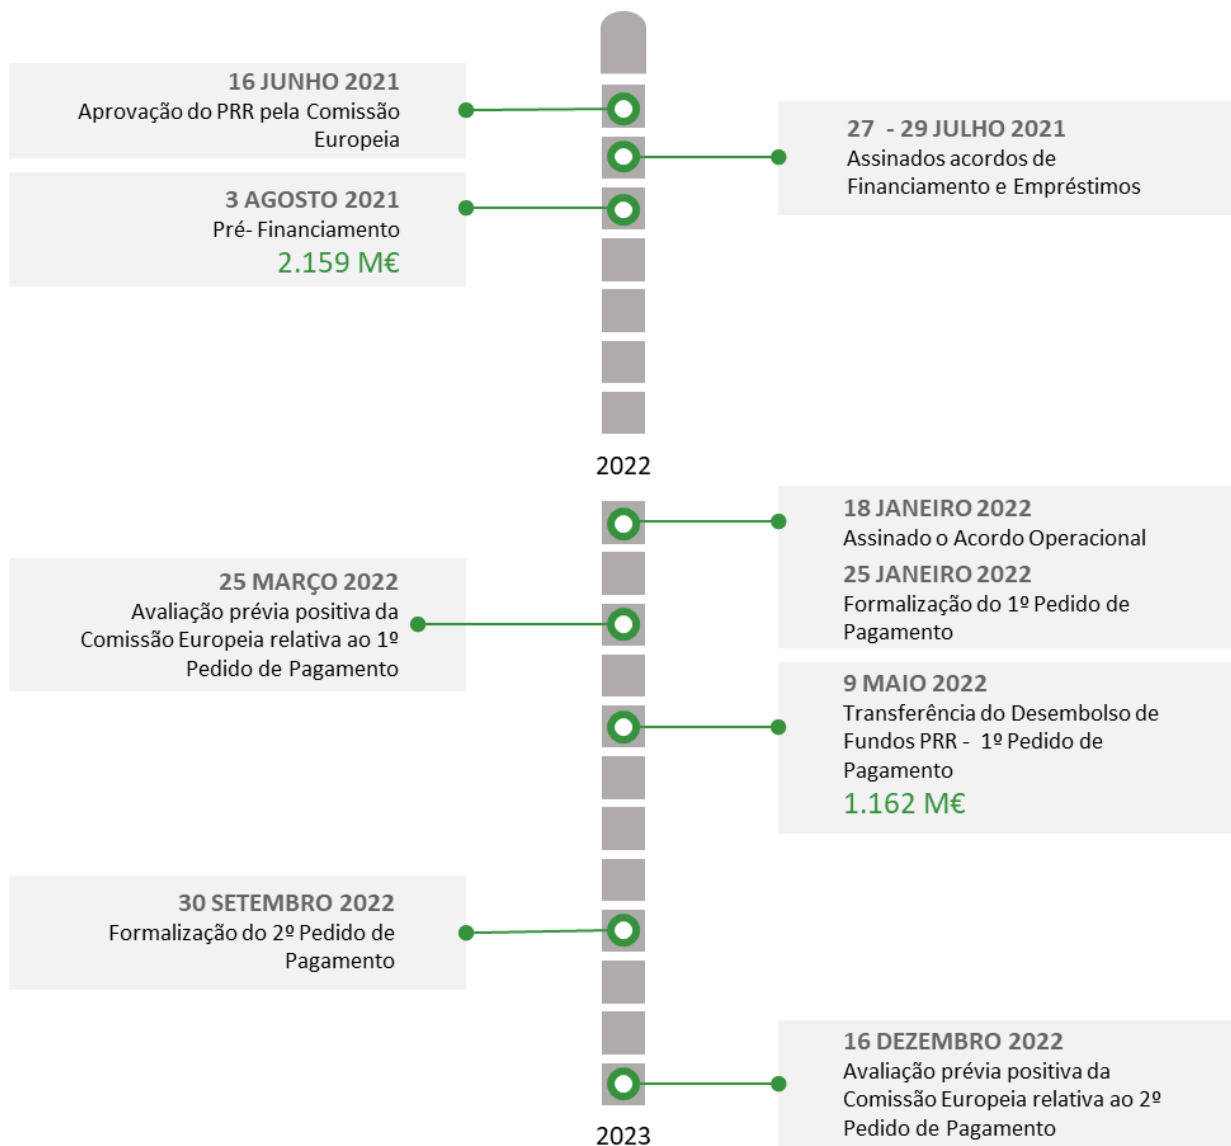 16 JUNHO 2021
Aprovação do PRR pela Comissão
Europeia
27  - 29 JULHO 2021
Assinados acordos de
Financiamento e Empréstimos
3 AGOSTO 2021
Pré- Financiamento
2.159 M€
2022
18 JANEIRO 2022
Assinado o Acordo Operacional
25 JANEIRO 2022
Formalização do 1º Pedido de
Pagamento
25 MARÇO 2022
Avaliação prévia positiva da
Comissão Europeia relativa ao 1º
Pedido de Pagamento
9 MAIO 2022
Transferência do Desembolso de
Fundos PRR -  1º Pedido de
Pagamento
1.162 M€
30 SETEMBRO 2022
Formalização do 2º Pedido de
Pagamento
16 DEZEMBRO 2022
Avaliação prévia positiva da
Comissão Europeia relativa ao 2º
Pedido de Pagamento
2023